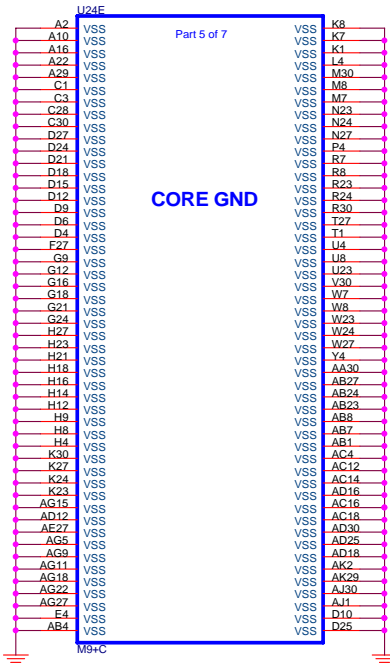 U24E
Part 5 of 7
CORE GND
A2 VSS VSS K8
A10 VSS VSS K7
A16 VSS VSS K1
A22 VSS VSS L4
A29 VSS VSS M30
C1 VSS VSS M8
C3 VSS VSS M7
C28 VSS VSS N23
C30 VSS VSS N24
D27 VSS VSS N27
D24 VSS VSS P4
D21 VSS VSS R7
D18 VSS VSS R8
D15 VSS VSS R23
D12 VSS VSS R24
D9 VSS VSS R30
D6 VSS VSS T27
D4 VSS VSS T1
F27 VSS VSS U4
G9 VSS VSS U8
G12 VSS VSS U23
G16 VSS VSS V30
G18 VSS VSS W7
G21 VSS VSS W8
G24 VSS VSS W23
H27 VSS VSS W24
H23 VSS VSS W27
H21 VSS VSS Y4
H18 VSS VSS AA30
H16 VSS VSS AB27
H14 VSS VSS AB24
H12 VSS VSS AB23
H9 VSS VSS AB8
H8 VSS VSS AB7
H4 VSS VSS AB1
K30 VSS VSS AC4
K27 VSS VSS AC12
K24 VSS VSS AC14
K23 VSS VSS AD16
AG15 VSS VSS AC16
AD12 VSS VSS AC18
AE27 VSS VSS AD30
AG5 VSS VSS AD25
AG9 VSS VSS AD18
AG11 VSS VSS AK2
AG18 VSS VSS AK29
AG22 VSS VSS AJ30
AG27 VSS VSS AJ1
E4 VSS VSS D10
AB4 VSS VSS D25
M9+C